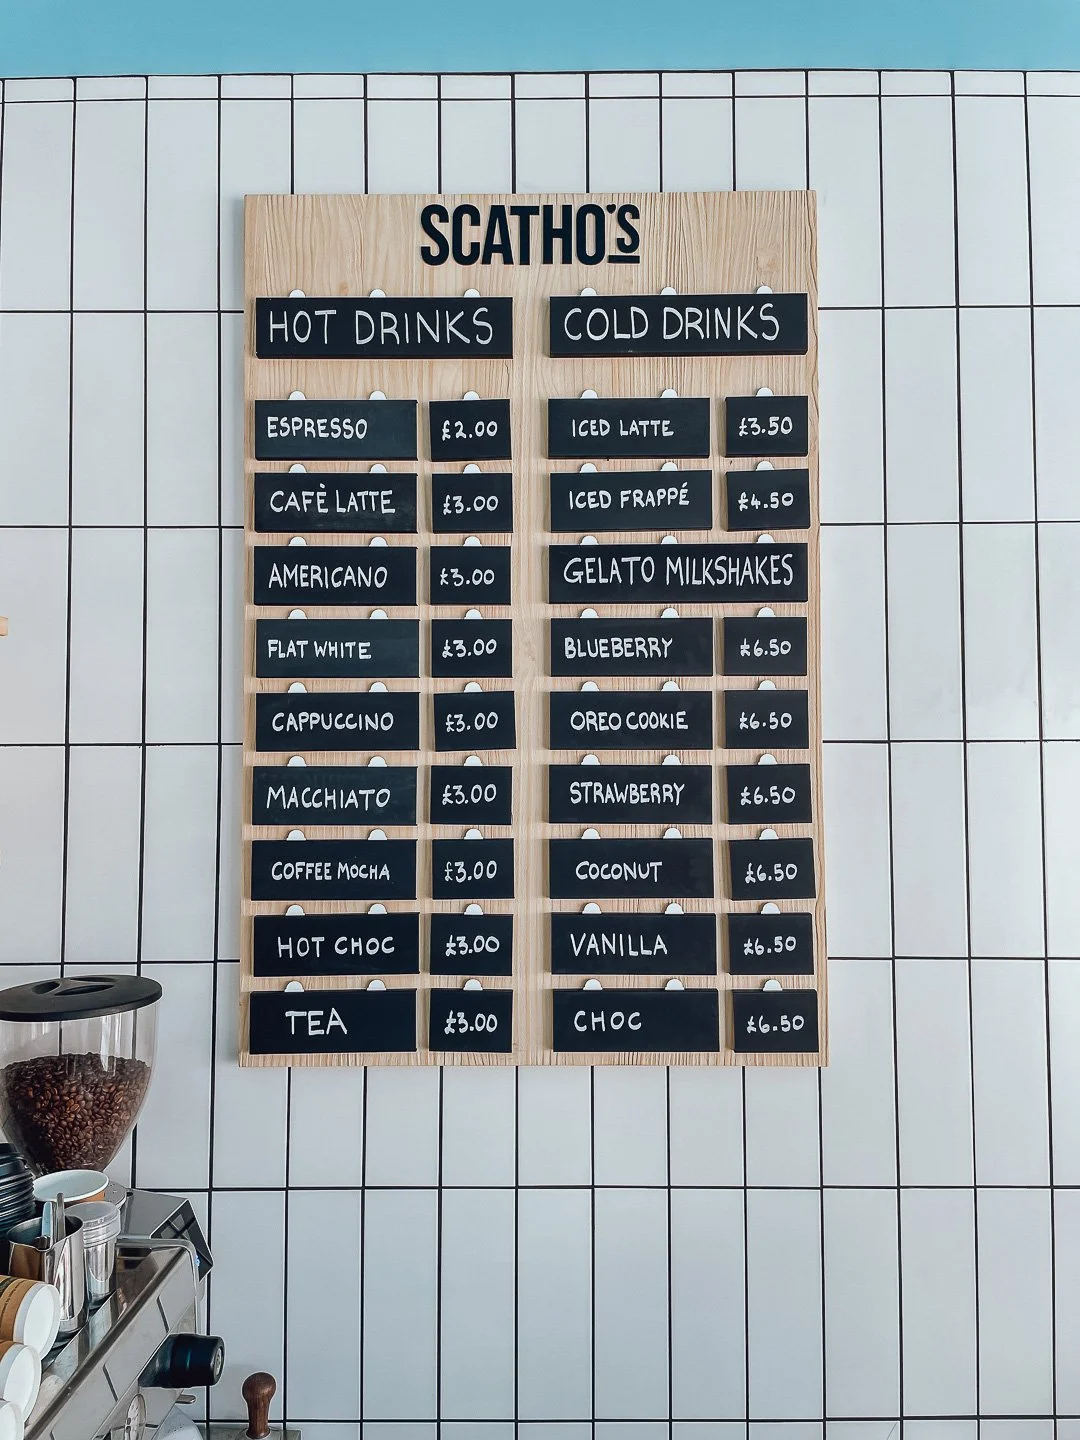 SCATHO'S
HOT DRINKS
ESPRESSO £2.00
CAFÈ LATTE £3.00
AMERICANO £3.00
FLAT WHITE £3.00
CAPPUCCINO £3.00
MACCHIATO £3.00
COFFEE MOCHA £3.00
HOT CHOC £3.00
TEA £3.00
COLD DRINKS
ICED LATTE £3.50
ICED FRAPPÉ £4.50
GELATO MILKSHAKES
BLUEBERRY £6.50
OREO COOKIE £6.50
STRAWBERRY £6.50
COCONUT £6.50
VANILLA £6.50
CHOC £6.50